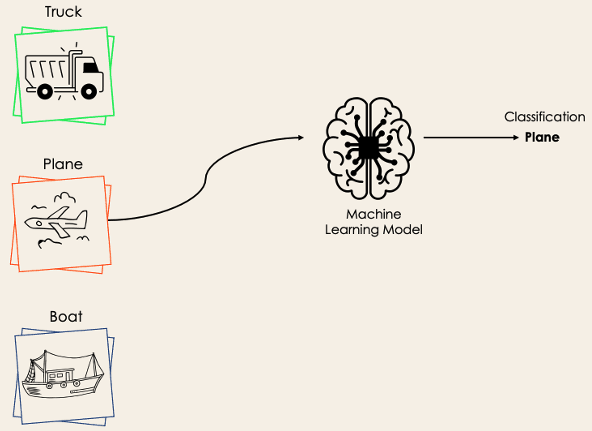 Truck
Plane
Boat
Machine
Learning Model
Classification
Plane